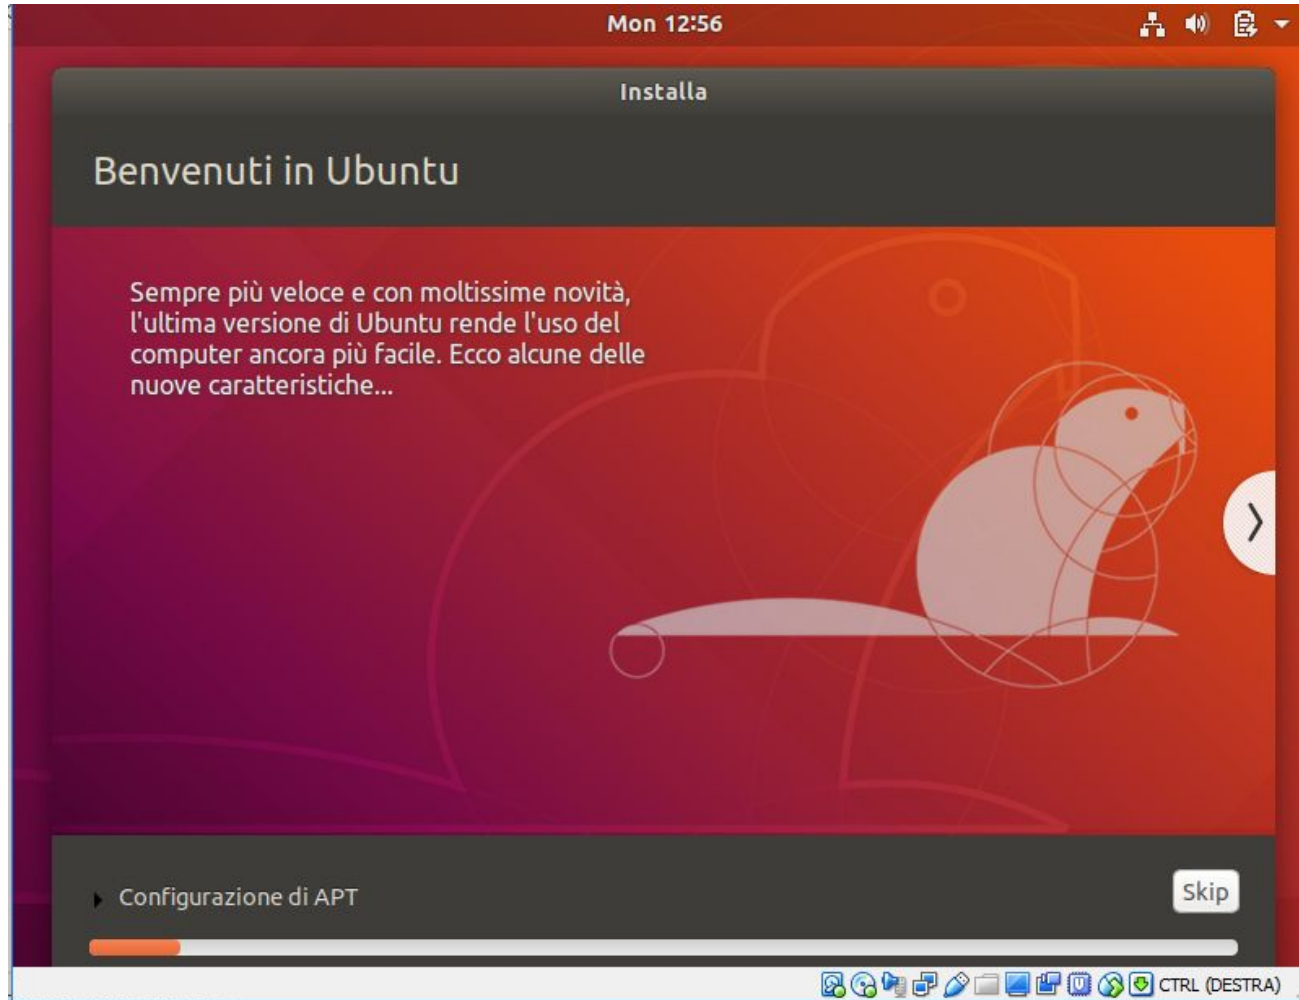 Mon 12:56
Installa
Benvenuti in Ubuntu
Sempre più veloce e con moltissime novità,
l'ultima versione di Ubuntu rende l'uso del
computer ancora più facile. Ecco alcune delle
nuove caratteristiche...
Configurazione di APT
Skip
CTRL (DESTRA)